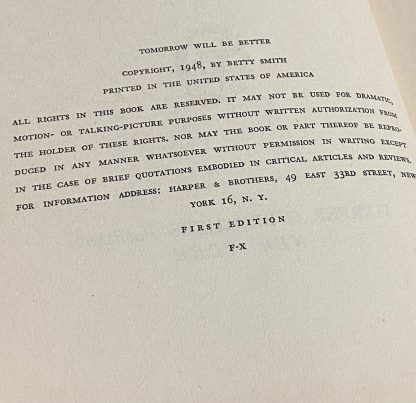 TOMORROW WILL BE BETTER
COPYRIGHT, 1948, BY BETTY SMITH
PRINTED IN THE UNITED STATES OF AMERICA
ALL RIGHTS IN THIS BOOK ARE RESERVED. IT MAY NOT BE USED FOR DRAMATIC,
MOTION- OR TALKING-PICTURE PURPOSES WITHOUT WRITTEN AUTHORIZATION FROM
THE HOLDER OF THESE RIGHTS. NOR MAY THE BOOK OR PART THEREOF BE REPRO-
DUCED IN ANY MANNER WHATSOEVER WITHOUT PERMISSION IN WRITING EXCEPT
IN THE CASE OF BRIEF QUOTATIONS EMBODIED IN CRITICAL ARTICLES AND REVIEWS.
FOR INFORMATION ADDRESS: HARPER & BROTHERS, 49 EAST 33RD STREET, NEW
YORK 16, N. Y.
FIRST EDITION
F-X